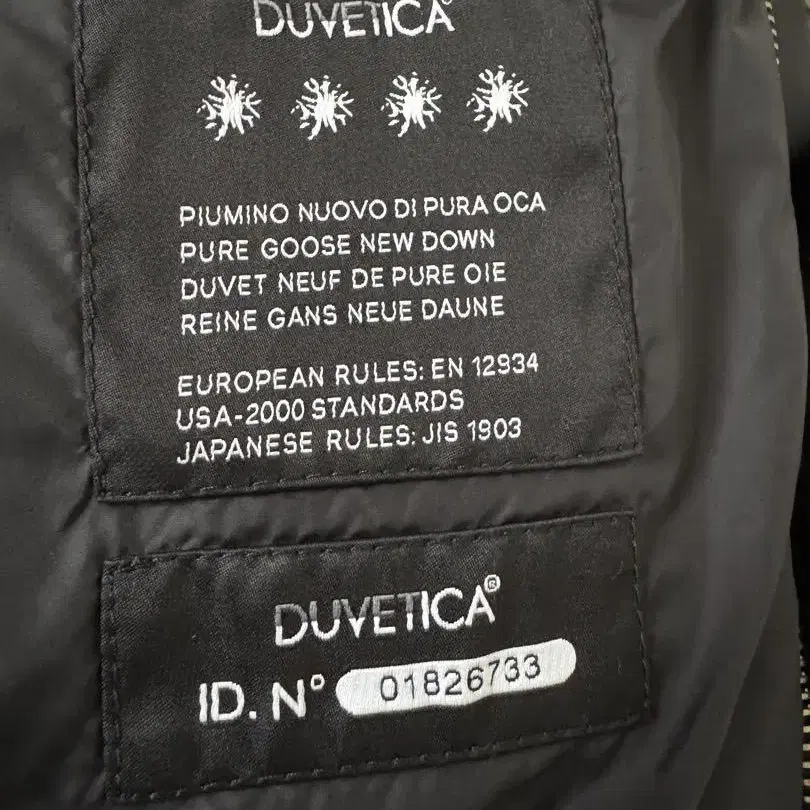 DUVETICA®
PIUMINO NUOVO DI PURA OCA
PURE GOOSE NEW DOWN
DUVET NEUF DE PURE OIE
REINE GANS NEUE DAUNE
EUROPEAN RULES: EN 12934
USA-2000 STANDARDS
JAPANESE RULES: JIS 1903
DUVETICA®
ID. N° 01826733